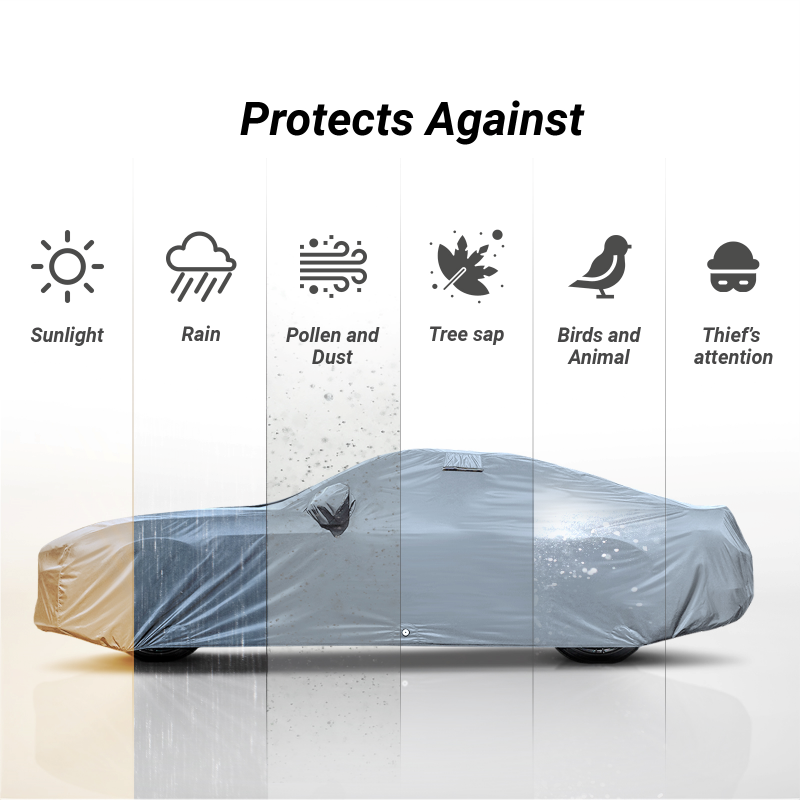 Protects Against
Sunlight
Rain
Pollen and
Dust
Tree sap
Birds and
Animal
Thief's
attention